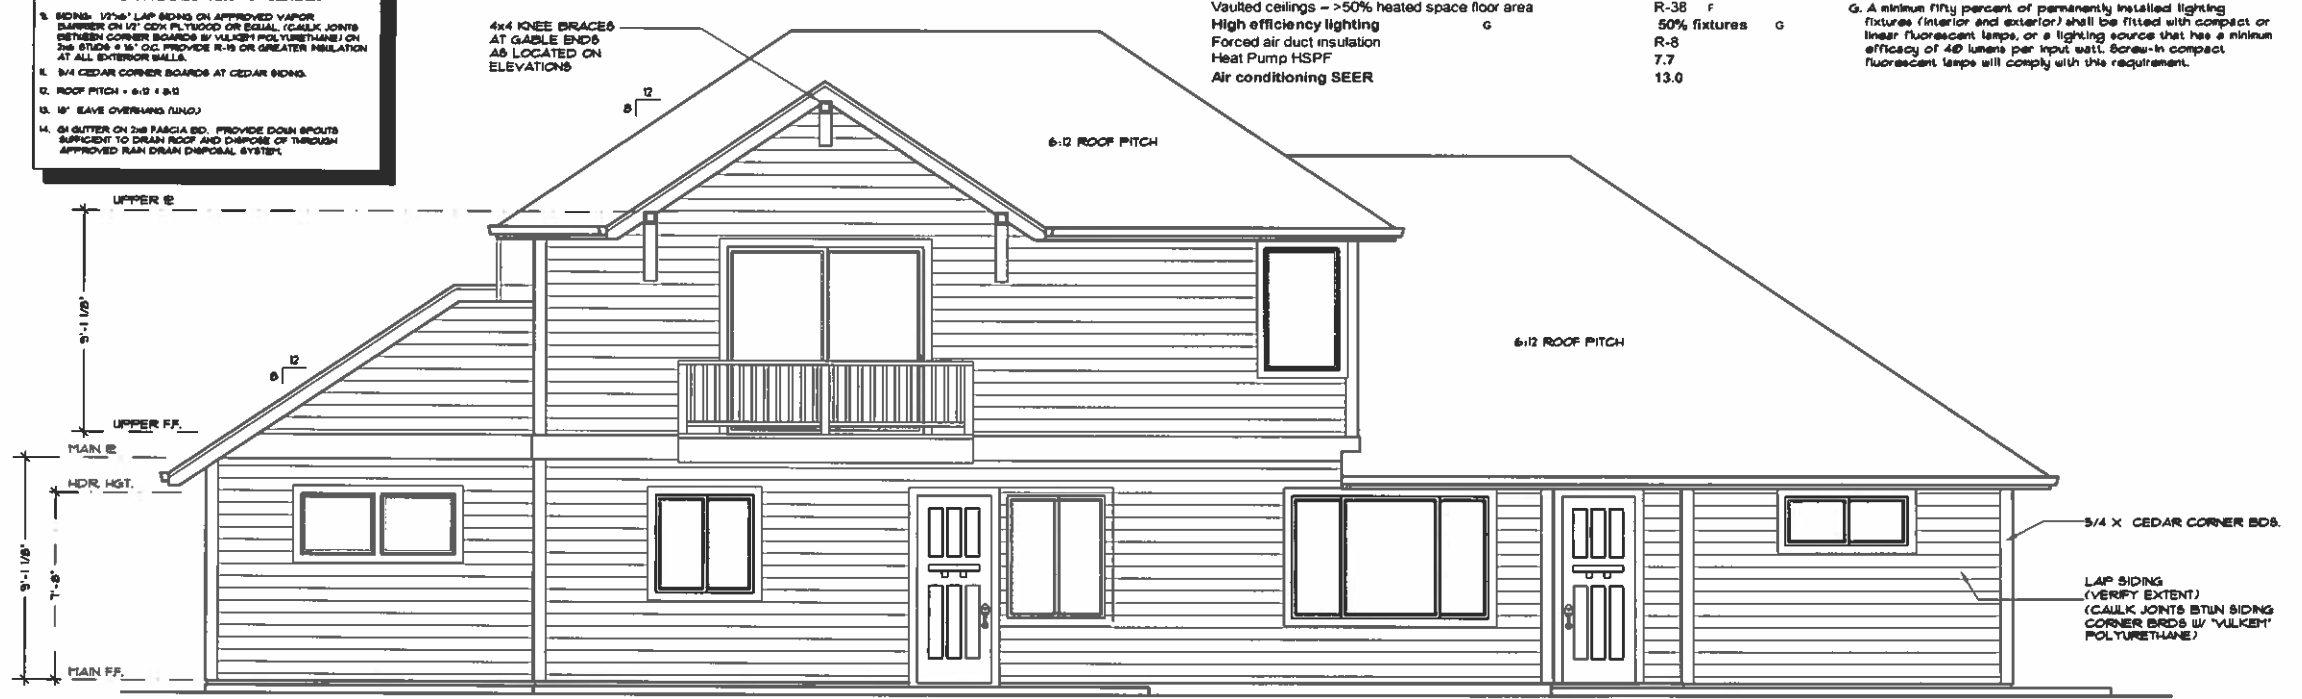 9. SIDING: 1/2"x6" LAP SIDING ON APPROVED VAPOR
BARRIER ON 1/2" CDX PLYWOOD OR EQUAL. (CAULK JOINTS
BETWEEN CORNER BOARDS W/ VULKEM POLYURETHANE) ON
2x6 STUDS @ 16" O.C. PROVIDE R-19 OR GREATER INSULATION
AT ALL EXTERIOR WALLS.
11. 5/4 CEDAR CORNER BOARDS AT CEDAR SIDING.
12. ROOF PITCH = 6:12 & 8:12
13. 18" EAVE OVERHANG (U.N.O.)
14. GI GUTTER ON 2x8 FASCIA BD. PROVIDE DOWN SPOUTS
SUFFICIENT TO DRAIN ROOF AND DISPOSE OF THROUGH
APPROVED RAIN DRAIN DISPOSAL SYSTEM.
4x4 KNEE BRACES
AT GABLE ENDS
AS LOCATED ON
ELEVATIONS
Vaulted ceilings – >50% heated space floor area R-38 F
High efficiency lighting G 50% fixtures G
Forced air duct insulation R-8
Heat Pump HSPF 7.7
Air conditioning SEER 13.0
G. A minimum fifty percent of permanently installed lighting
fixtures (interior and exterior) shall be fitted with compact or
linear fluorescent lamps, or a lighting source that has a minimum
efficacy of 40 lumens per input watt. Screw-in compact
fluorescent lamps will comply with this requirement.
12
8
6:12 ROOF PITCH
UPPER ⅊
9'-1 1/8"
12
8
6:12 ROOF PITCH
UPPER F.F.
MAIN ⅊
HDR. HGT.
9'-1 1/8"
7'-8"
MAIN F.F.
5/4 X CEDAR CORNER BDS.
LAP SIDING
(VERIFY EXTENT)
(CAULK JOINTS BTWN SIDING
CORNER BRDS W/ "VULKEM"
POLYURETHANE)